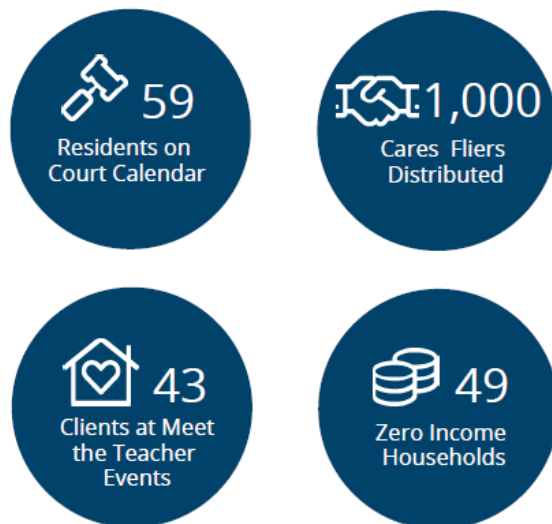 59
Residents on
Court Calendar
1,000
Cares Fliers
Distributed
43
Clients at Meet
the Teacher
Events
49
Zero Income
Households